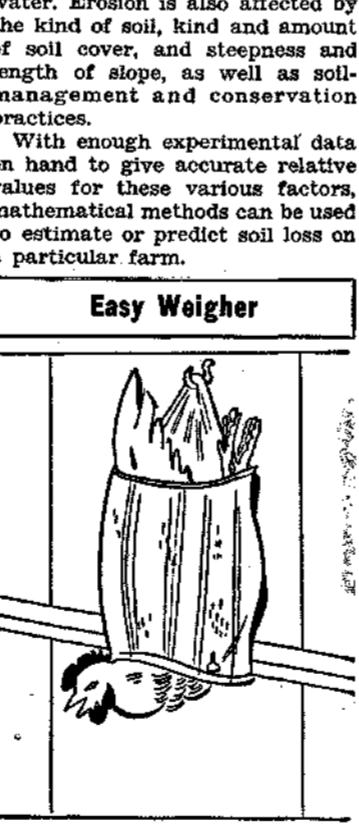 water. Erosion is also affected by
the kind of soil, kind and amount
of soil cover, and steepness and
length of slope, as well as soil-
management and conservation
practices.
With enough experimental data
on hand to give accurate relative
values for these various factors,
mathematical methods can be used
to estimate or predict soil loss on
a particular farm.
Easy Weigher